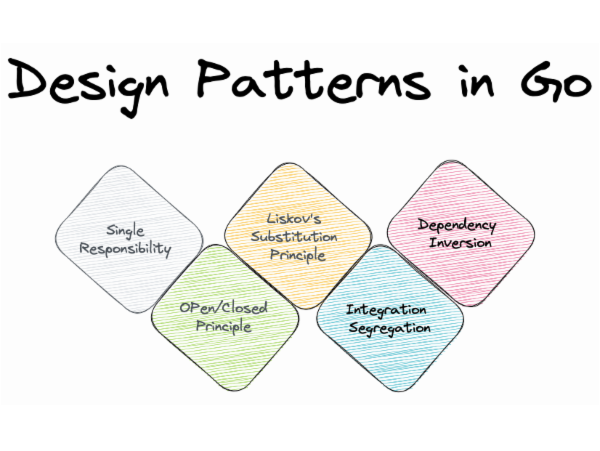 Design Patterns in Go
Single
Responsibility
OPen/Closed
Principle
Liskov's
Substitution
Principle
Integration
Segregation
Dependency
Inversion